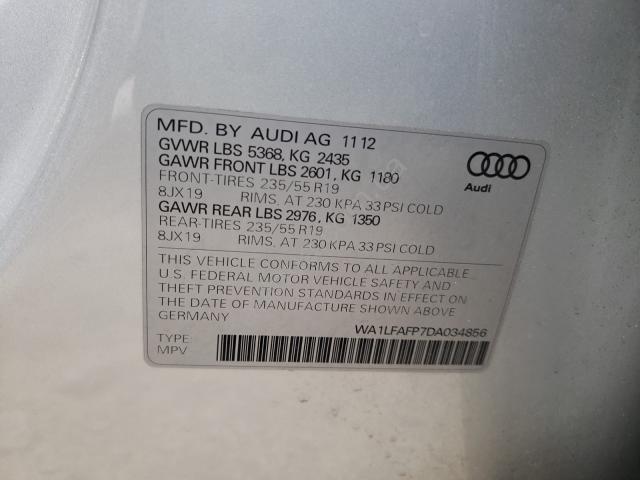 MFD. BY AUDI AG 11 12
GVWR LBS 5368, KG 2435
GAWR FRONT LBS 2601, KG 1180
FRONT-TIRES 235/55 R19
8JX19 RIMS, AT 230 KPA 33 PSI COLD
GAWR REAR LBS 2976, KG 1350
REAR-TIRES 235/55 R19
8JX19 RIMS, AT 230 KPA 33 PSI COLD
Audi
THIS VEHICLE CONFORMS TO ALL APPLICABLE
U.S. FEDERAL MOTOR VEHICLE SAFETY AND
THEFT PREVENTION STANDARDS IN EFFECT ON
THE DATE OF MANUFACTURE SHOWN ABOVE
GERMANY
WA1LFAFP7DA034856
TYPE:
MPV